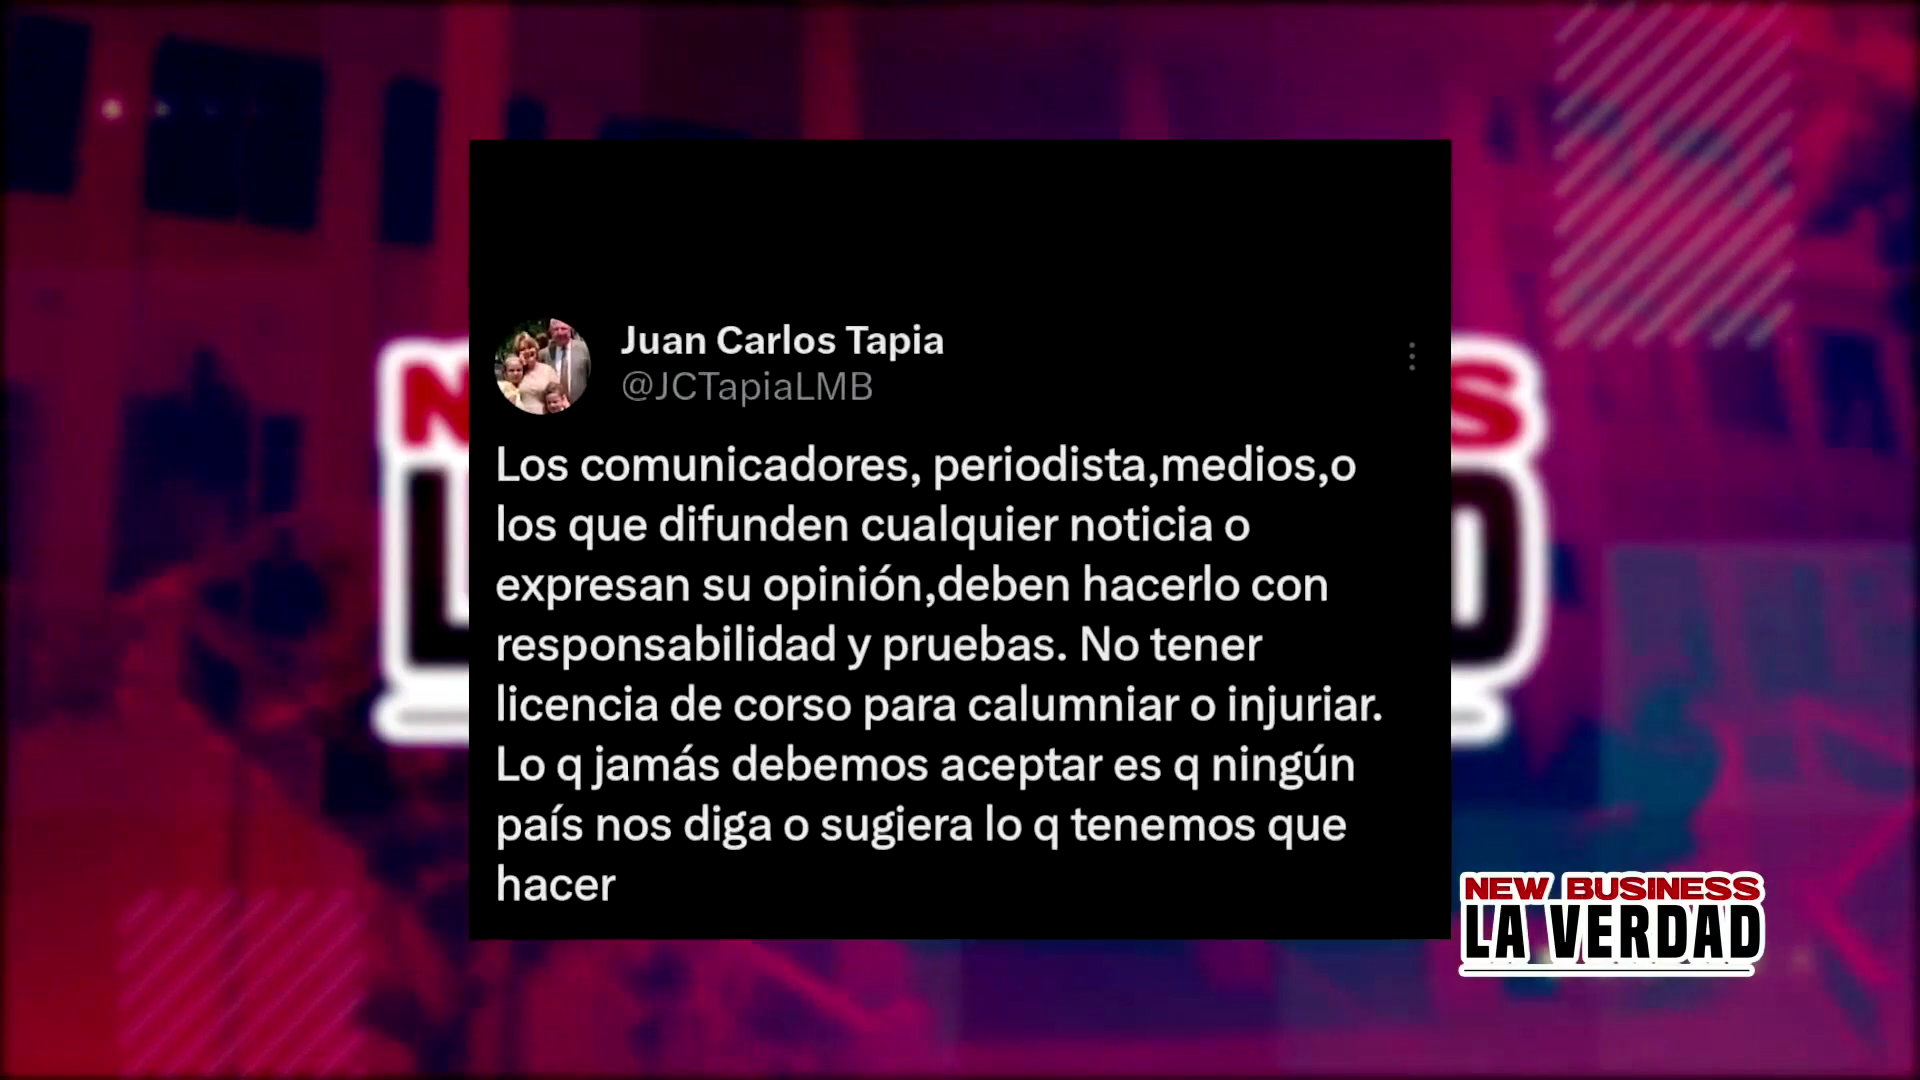 Juan Carlos Tapia
@JCTapiaLMB
Los comunicadores, periodista,medios,o
los que difunden cualquier noticia o
expresan su opinión,deben hacerlo con
responsabilidad y pruebas. No tener
licencia de corso para calumniar o injuriar.
Lo q jamás debemos aceptar es q ningún
país nos diga o sugiera lo q tenemos que
hacer
NEW BUSINESS
LA VERDAD